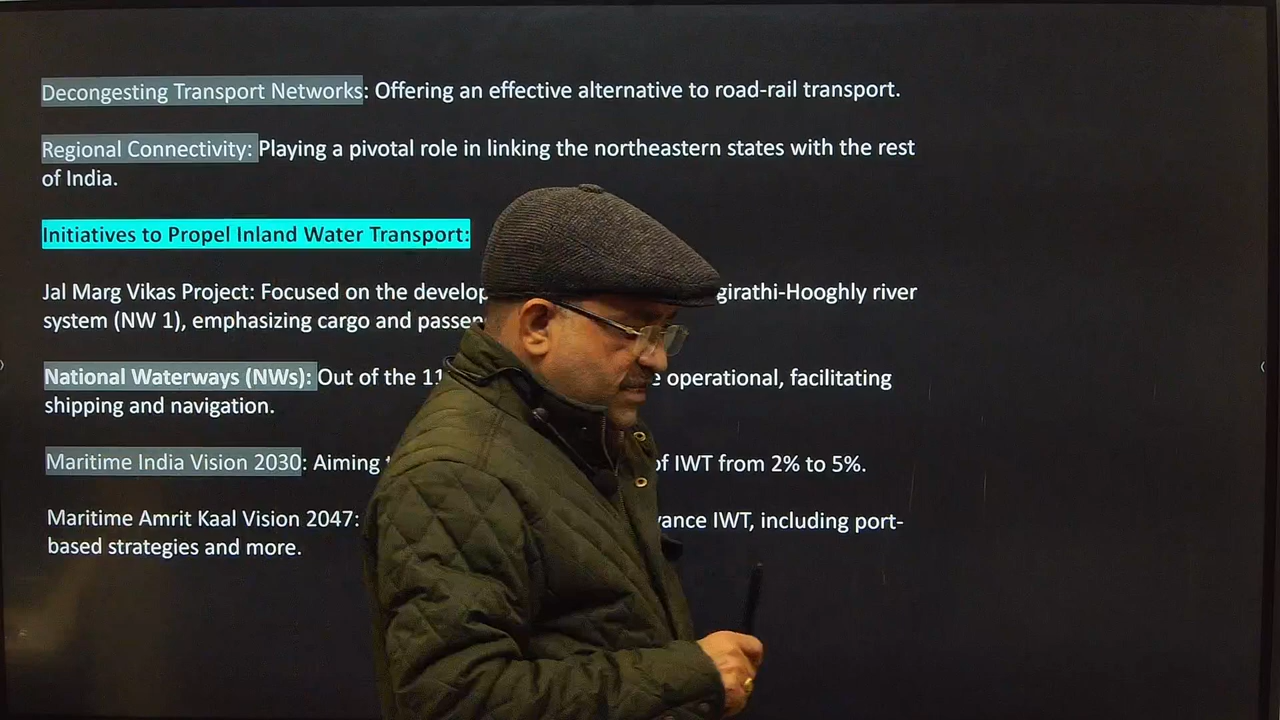 Decongesting Transport Networks: Offering an effective alternative to road-rail transport.
Regional Connectivity: Playing a pivotal role in linking the northeastern states with the rest
of India.
Initiatives to Propel Inland Water Transport:
Jal Marg Vikas Project: Focused on the develop girathi-Hooghly river
system (NW 1), emphasizing cargo and passen
National Waterways (NWs): Out of the 11 e operational, facilitating
shipping and navigation.
Maritime India Vision 2030: Aiming of IWT from 2% to 5%.
Maritime Amrit Kaal Vision 2047: vance IWT, including port-
based strategies and more.